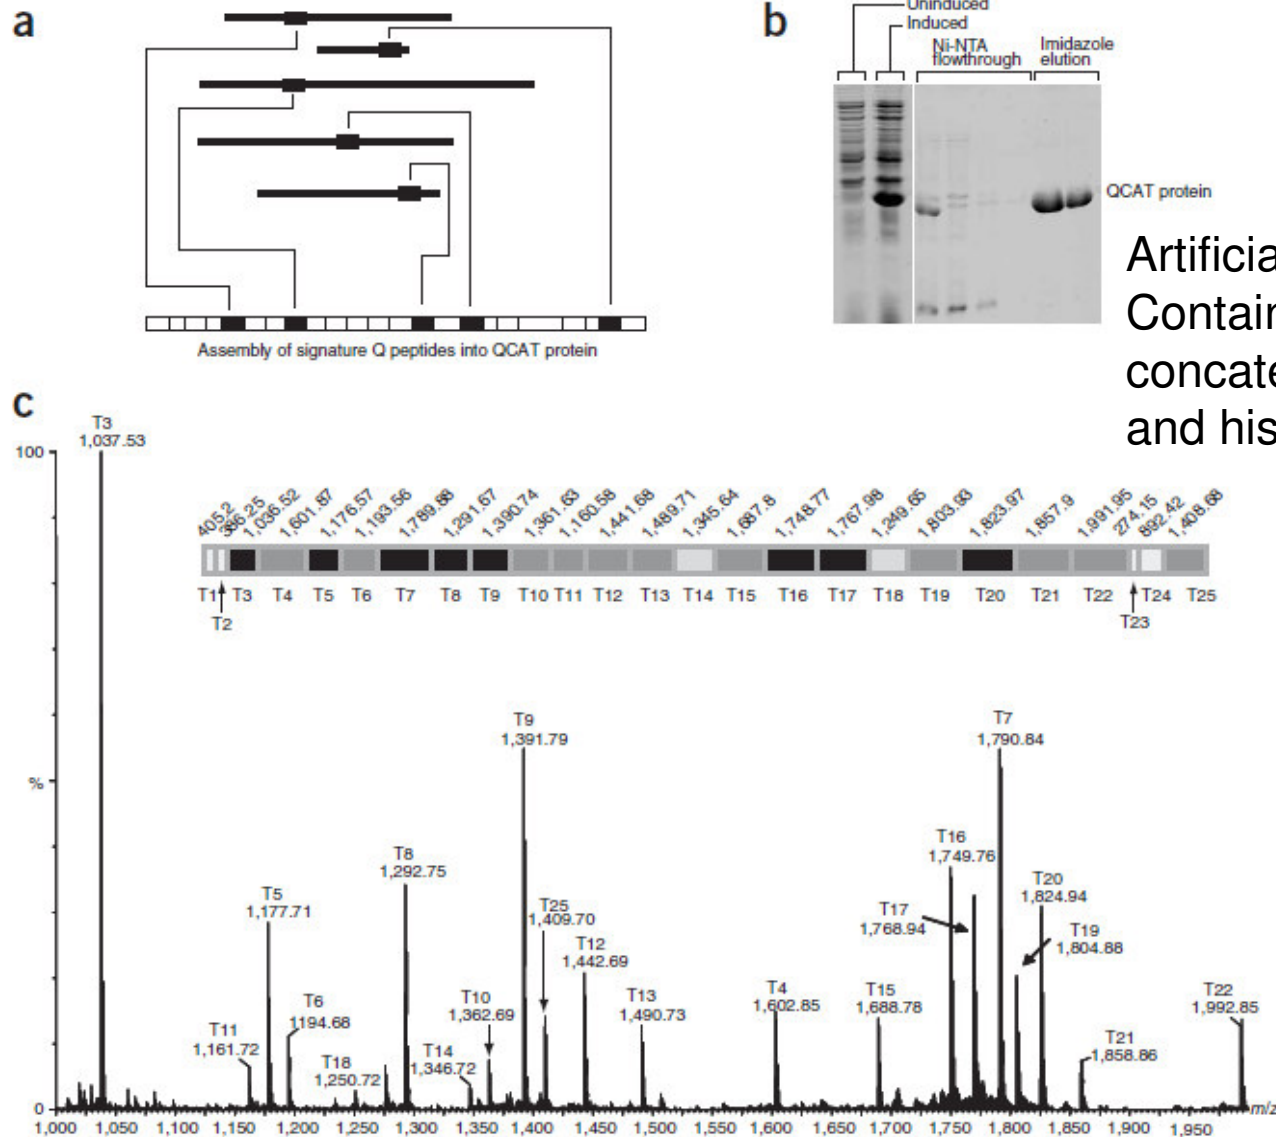 a
Assembly of signature Q peptides into QCAT protein
b
Uninduced
Induced
Ni-NTA
flowthrough
Imidazole
elution
QCAT protein
c
T3
1,037.53
100
%
0
405.2
386.25
1,036.52
1,601.87
1,176.57
1,193.56
1,789.88
1,291.67
1,390.74
1,361.63
1,160.58
1,441.68
1,489.71
1,345.64
1,687.8
1,748.77
1,767.98
1,249.65
1,803.93
1,823.97
1,857.9
1,991.95
274.15
892.42
1,408.68
T1
T3
T4
T5
T6
T7
T8
T9
T10
T11
T12
T13
T14
T15
T16
T17
T18
T19
T20
T21
T22
T24
T25
T2
T23
T11
1,161.72
T5
1,177.71
T6
1194.68
T18
1,250.72
T8
1,292.75
T14
1,346.72
T10
1,362.69
T9
1,391.79
T25
1,409.70
T12
1,442.69
T13
1,490.73
T4
1,602.85
T15
1,688.78
T16
1,749.76
T17
1,768.94
T7
1,790.84
T19
1,804.88
T20
1,824.94
T21
1,858.86
T22
1,992.85
1,000 1,050 1,100 1,150 1,200 1,250 1,300 1,350 1,400 1,450 1,500 1,550 1,600 1,650 1,700 1,750 1,800 1,850 1,900 1,950
m/z